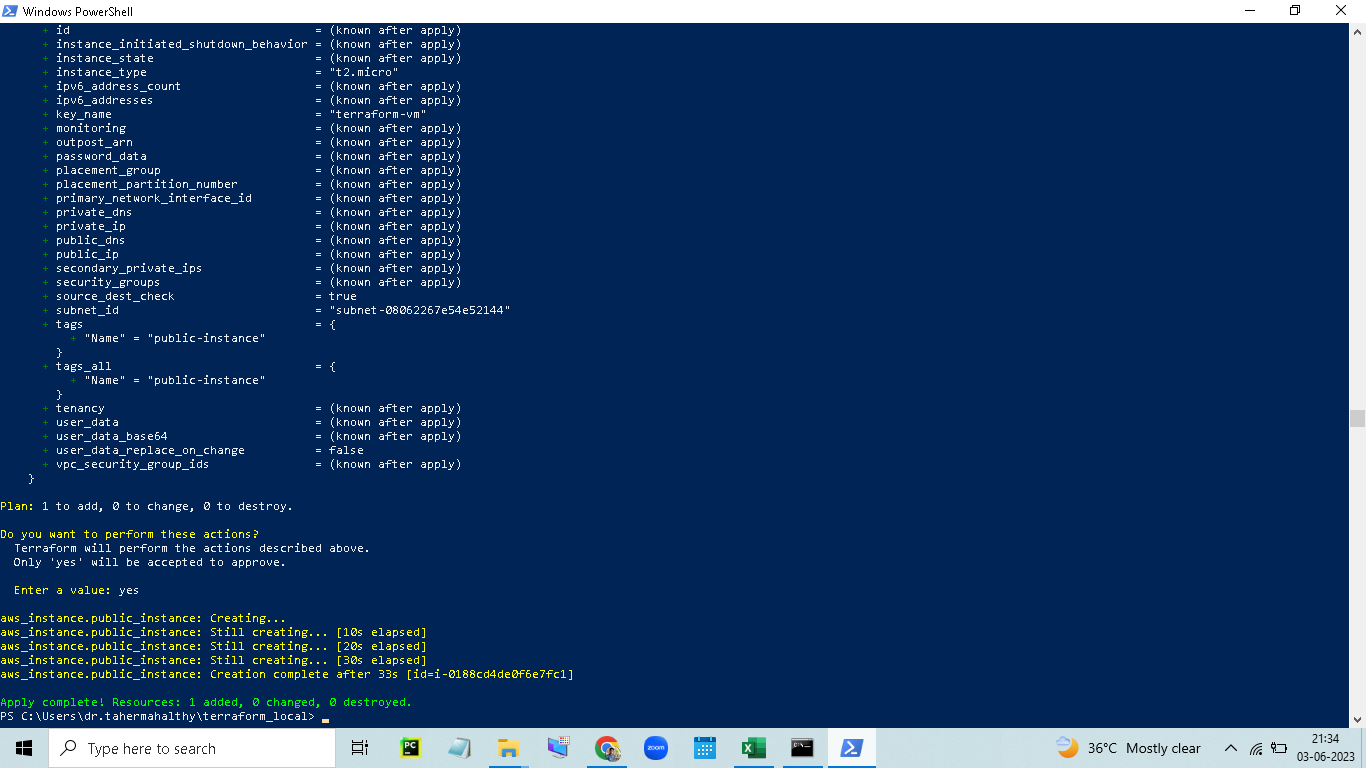 Windows PowerShell
+ id = (known after apply)
+ instance_initiated_shutdown_behavior = (known after apply)
+ instance_state = (known after apply)
+ instance_type = "t2.micro"
+ ipv6_address_count = (known after apply)
+ ipv6_addresses = (known after apply)
+ key_name = "terraform-vm"
+ monitoring = (known after apply)
+ outpost_arn = (known after apply)
+ password_data = (known after apply)
+ placement_group = (known after apply)
+ placement_partition_number = (known after apply)
+ primary_network_interface_id = (known after apply)
+ private_dns = (known after apply)
+ private_ip = (known after apply)
+ public_dns = (known after apply)
+ public_ip = (known after apply)
+ secondary_private_ips = (known after apply)
+ security_groups = (known after apply)
+ source_dest_check = true
+ subnet_id = "subnet-08062267e54e52144"
+ tags = {
+ "Name" = "public-instance"
}
+ tags_all = {
+ "Name" = "public-instance"
}
+ tenancy = (known after apply)
+ user_data = (known after apply)
+ user_data_base64 = (known after apply)
+ user_data_replace_on_change = false
+ vpc_security_group_ids = (known after apply)
}
Plan: 1 to add, 0 to change, 0 to destroy.
Do you want to perform these actions?
Terraform will perform the actions described above.
Only 'yes' will be accepted to approve.
Enter a value: yes
aws_instance.public_instance: Creating...
aws_instance.public_instance: Still creating... [10s elapsed]
aws_instance.public_instance: Still creating... [20s elapsed]
aws_instance.public_instance: Still creating... [30s elapsed]
aws_instance.public_instance: Creation complete after 33s [id=i-0188cd4de0f6e7fc1]
Apply complete! Resources: 1 added, 0 changed, 0 destroyed.
PS C:\Users\dr.tahermahalthy\terraform_local>
Type here to search
PC
zoom
36°C Mostly clear
21:34
03-06-2023